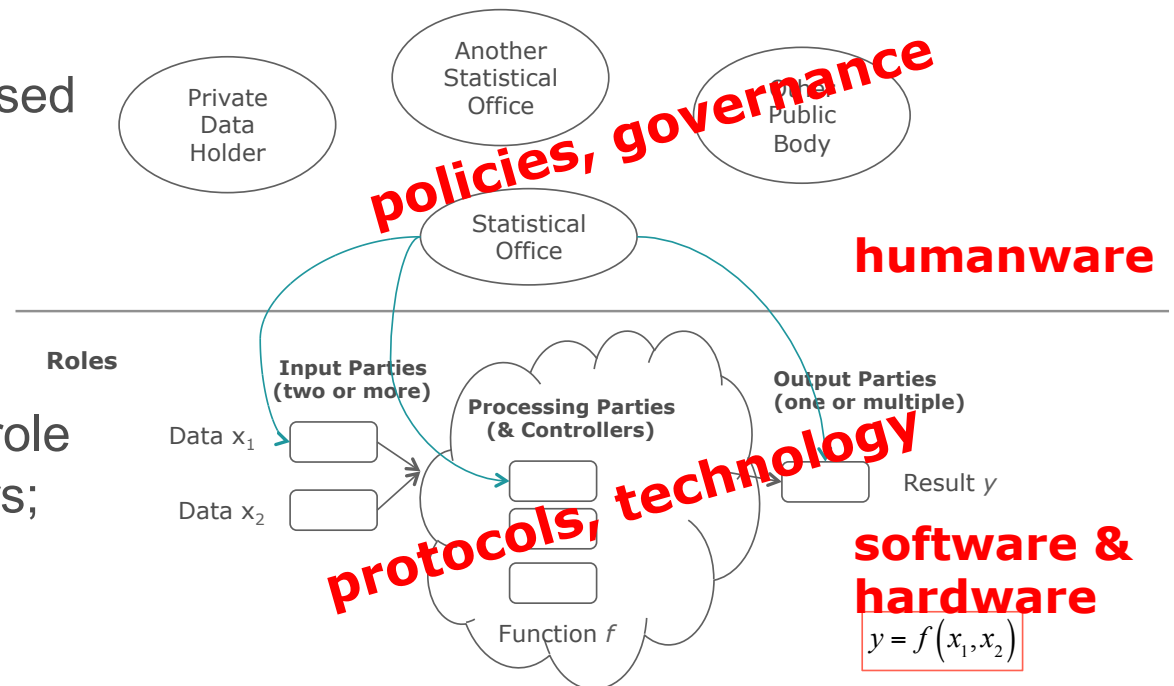 sed
Private
Data
Holder
Another
Statistical
Office
Other
Public
Body
policies, governance
Statistical
Office
humanware
Roles
Input Parties
(two or more)
Processing Parties
(& Controllers)
Output Parties
(one or multiple)
role
s;
Data x₁
Data x₂
Result y
protocols, technology
Function f
software &
hardware
y = f(x₁,x₂)